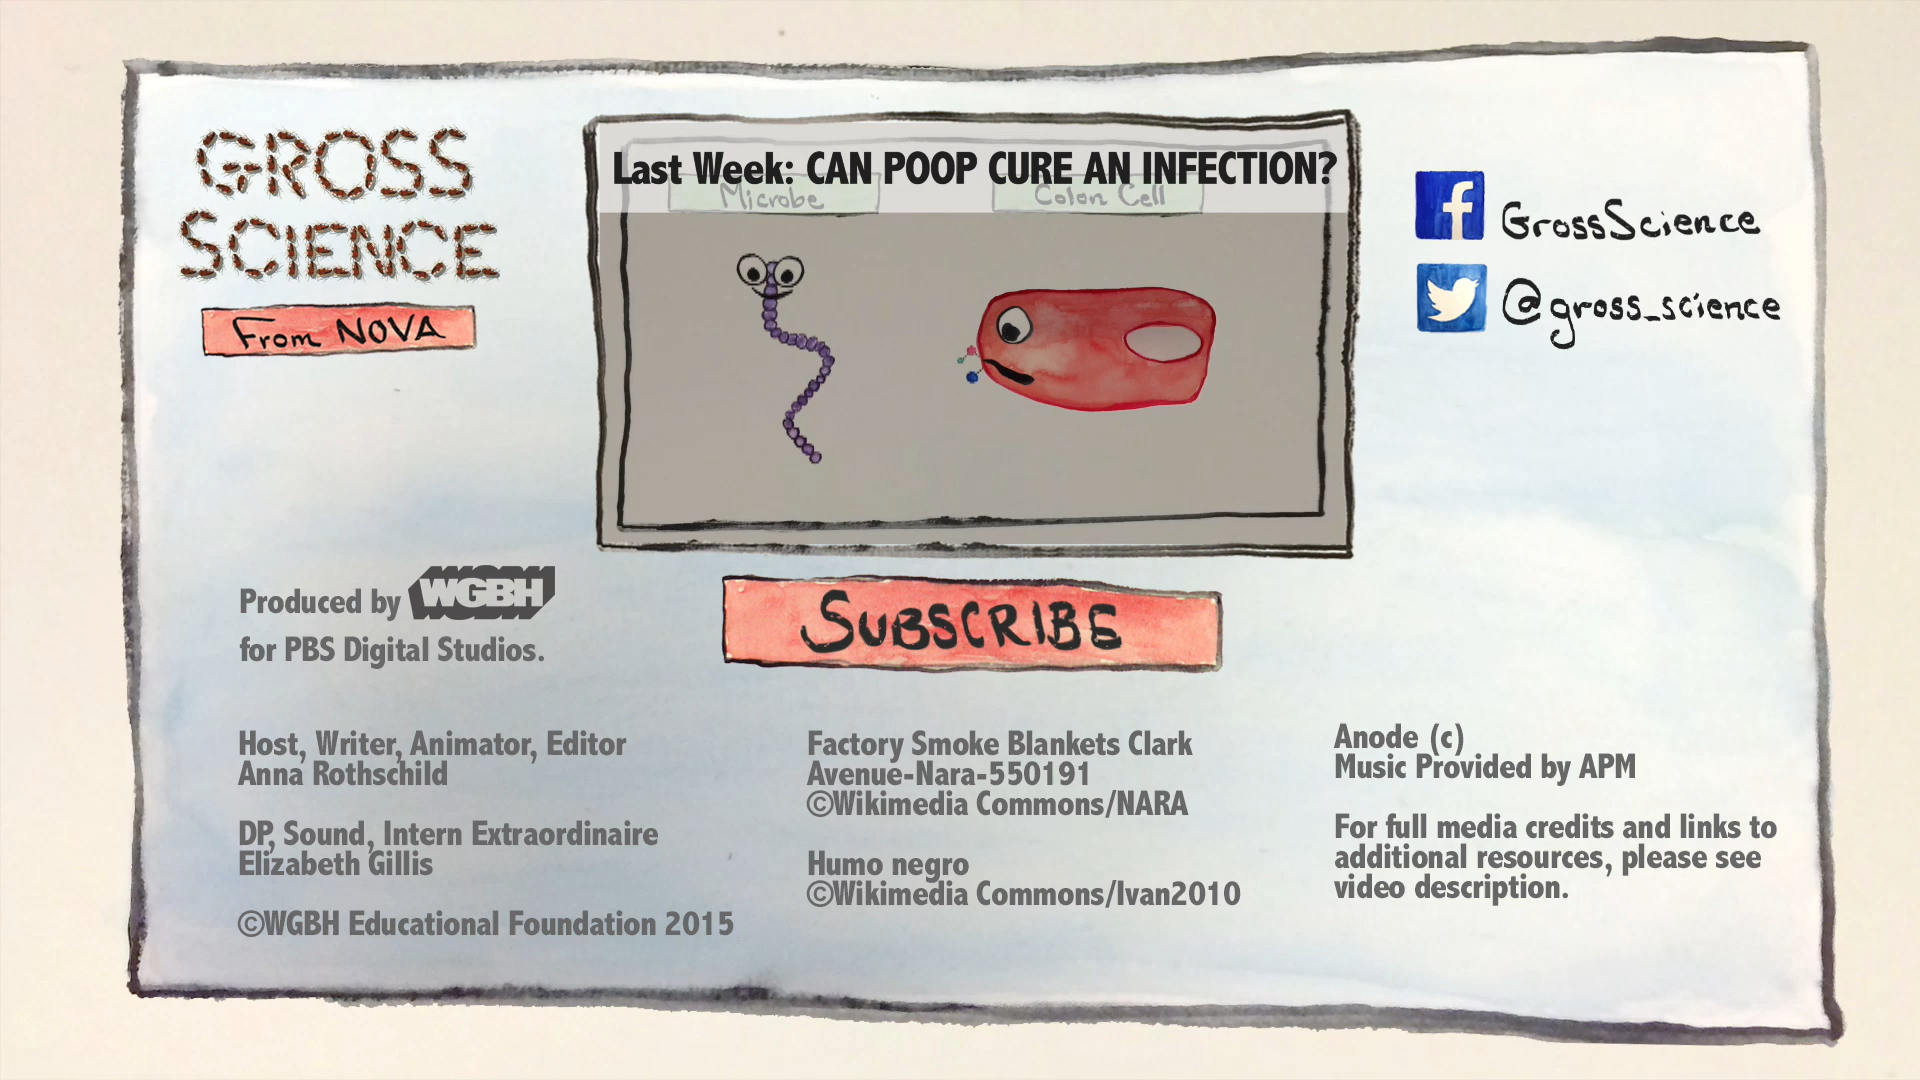 GROSS
SCIENCE
From NOVA
Last Week: CAN POOP CURE AN INFECTION?
Microbe
Colon Cell
GrossScience
@gross_science
Produced by WGBH
for PBS Digital Studios.
SUBSCRIBE
Host, Writer, Animator, Editor
Anna Rothschild
DP, Sound, Intern Extraordinaire
Elizabeth Gillis
©WGBH Educational Foundation 2015
Factory Smoke Blankets Clark
Avenue-Nara-550191
©Wikimedia Commons/NARA
Humo negro
©Wikimedia Commons/Ivan2010
Anode (c)
Music Provided by APM
For full media credits and links to
additional resources, please see
video description.